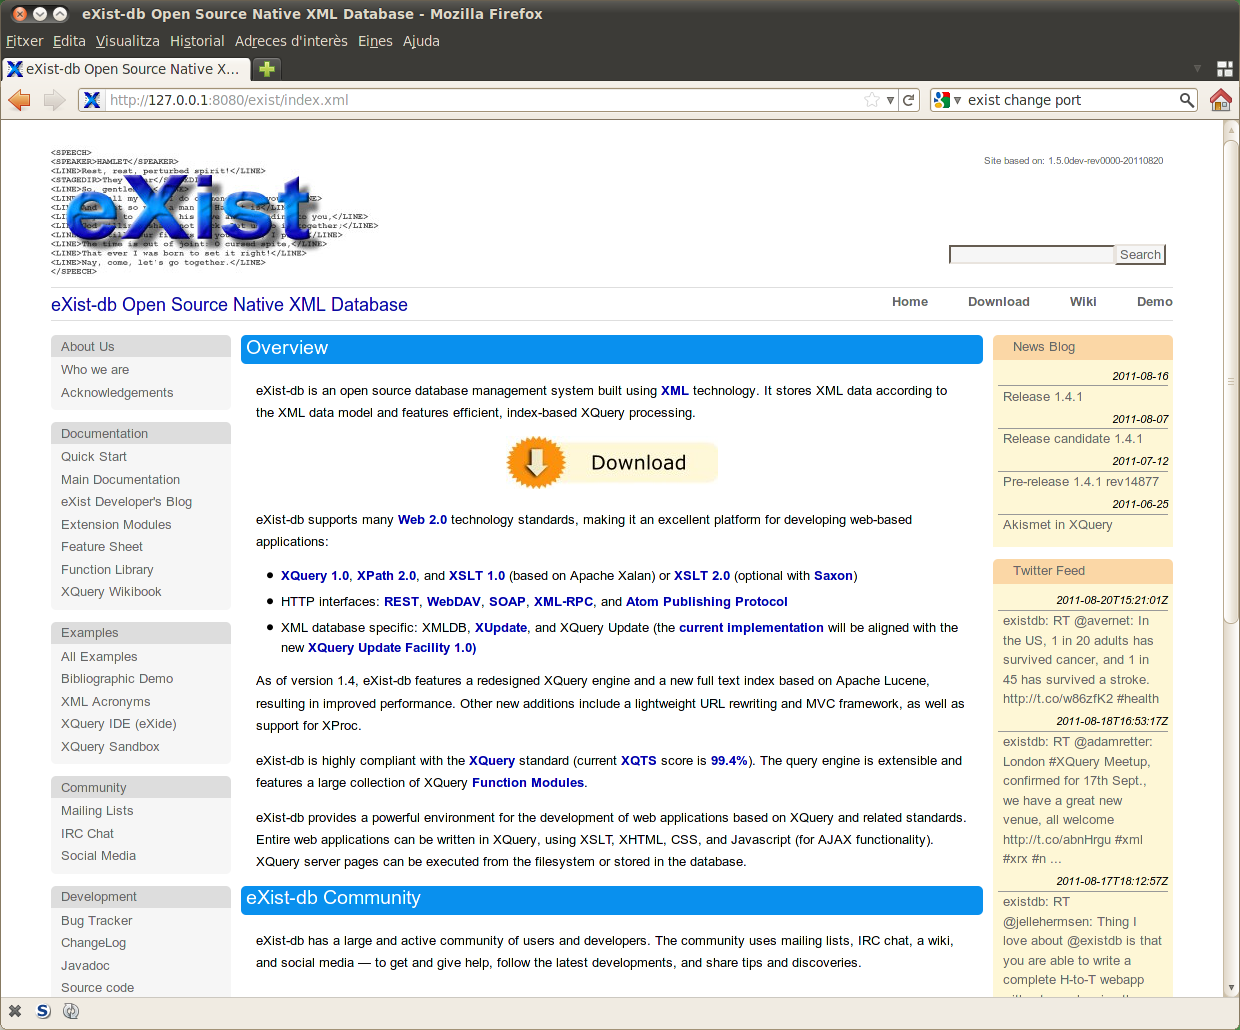 eXist-db Open Source Native XML Database - Mozilla Firefox
Fitxer Edita Visualitza Historial Adreces d'interès Eines Ajuda
eXist-db Open Source Native X...
http://127.0.0.1:8080/exist/index.xml
exist change port
<SPEECH>
<SPEAKER>HAMLET</SPEAKER>
<LINE>Rest, rest, perturbed spirit!</LINE>
eXist
<LINE>The time is out of joint: O cursed spite,</LINE>
<LINE>That ever I was born to set it right!</LINE>
<LINE>Nay, come, let's go together.</LINE>
</SPEECH>
Site based on: 1.5.0dev-rev0000-20110820
Search
eXist-db Open Source Native XML Database
Home Download Wiki Demo
About Us
Who we are
Acknowledgements
Documentation
Quick Start
Main Documentation
eXist Developer's Blog
Extension Modules
Feature Sheet
Function Library
XQuery Wikibook
Examples
All Examples
Bibliographic Demo
XML Acronyms
XQuery IDE (eXide)
XQuery Sandbox
Community
Mailing Lists
IRC Chat
Social Media
Development
Bug Tracker
ChangeLog
Javadoc
Source code
Overview
eXist-db is an open source database management system built using XML technology. It stores XML data according to
the XML data model and features efficient, index-based XQuery processing.
Download
eXist-db supports many Web 2.0 technology standards, making it an excellent platform for developing web-based
applications:
XQuery 1.0, XPath 2.0, and XSLT 1.0 (based on Apache Xalan) or XSLT 2.0 (optional with Saxon)
HTTP interfaces: REST, WebDAV, SOAP, XML-RPC, and Atom Publishing Protocol
XML database specific: XMLDB, XUpdate, and XQuery Update (the current implementation will be aligned with the
new XQuery Update Facility 1.0)
As of version 1.4, eXist-db features a redesigned XQuery engine and a new full text index based on Apache Lucene,
resulting in improved performance. Other new additions include a lightweight URL rewriting and MVC framework, as well as
support for XProc.
eXist-db is highly compliant with the XQuery standard (current XQTS score is 99.4%). The query engine is extensible and
features a large collection of XQuery Function Modules.
eXist-db provides a powerful environment for the development of web applications based on XQuery and related standards.
Entire web applications can be written in XQuery, using XSLT, XHTML, CSS, and Javascript (for AJAX functionality).
XQuery server pages can be executed from the filesystem or stored in the database.
eXist-db Community
eXist-db has a large and active community of users and developers. The community uses mailing lists, IRC chat, a wiki,
and social media — to get and give help, follow the latest developments, and share tips and discoveries.
News Blog
2011-08-16
Release 1.4.1
2011-08-07
Release candidate 1.4.1
2011-07-12
Pre-release 1.4.1 rev14877
2011-06-25
Akismet in XQuery
Twitter Feed
2011-08-20T15:21:01Z
existdb: RT @avernet: In
the US, 1 in 20 adults has
survived cancer, and 1 in
45 has survived a stroke.
http://t.co/w86zfK2 #health
2011-08-18T16:53:17Z
existdb: RT @adamretter:
London #XQuery Meetup,
confirmed for 17th Sept.,
we have a great new
venue, all welcome
http://t.co/abnHrgu #xml
#xrx #n ...
2011-08-17T18:12:57Z
existdb: RT
@jellehermsen: Thing I
love about @existdb is that
you are able to write a
complete H-to-T webapp